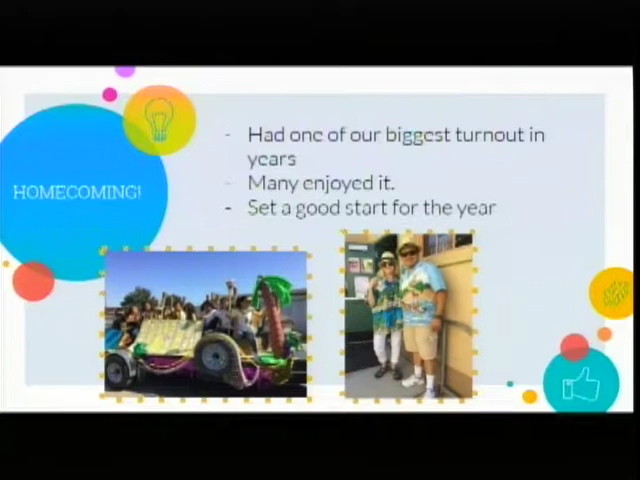 HOMECOMING!
- Had one of our biggest turnout in
years
- Many enjoyed it.
- Set a good start for the year